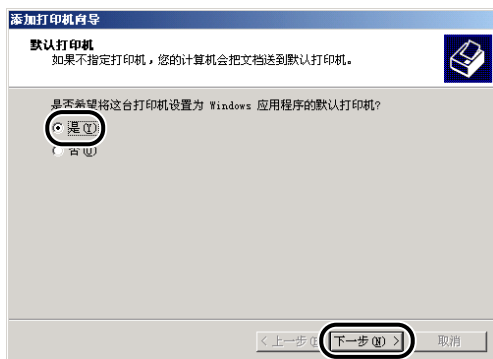 添加打印机向导
默认打印机
如果不指定打印机，您的计算机会把文档送到默认打印机。
是否希望将这台打印机设置为 Windows 应用程序的默认打印机?
是(Y)
否(U)
< 上一步(
下一步(N) >
取消